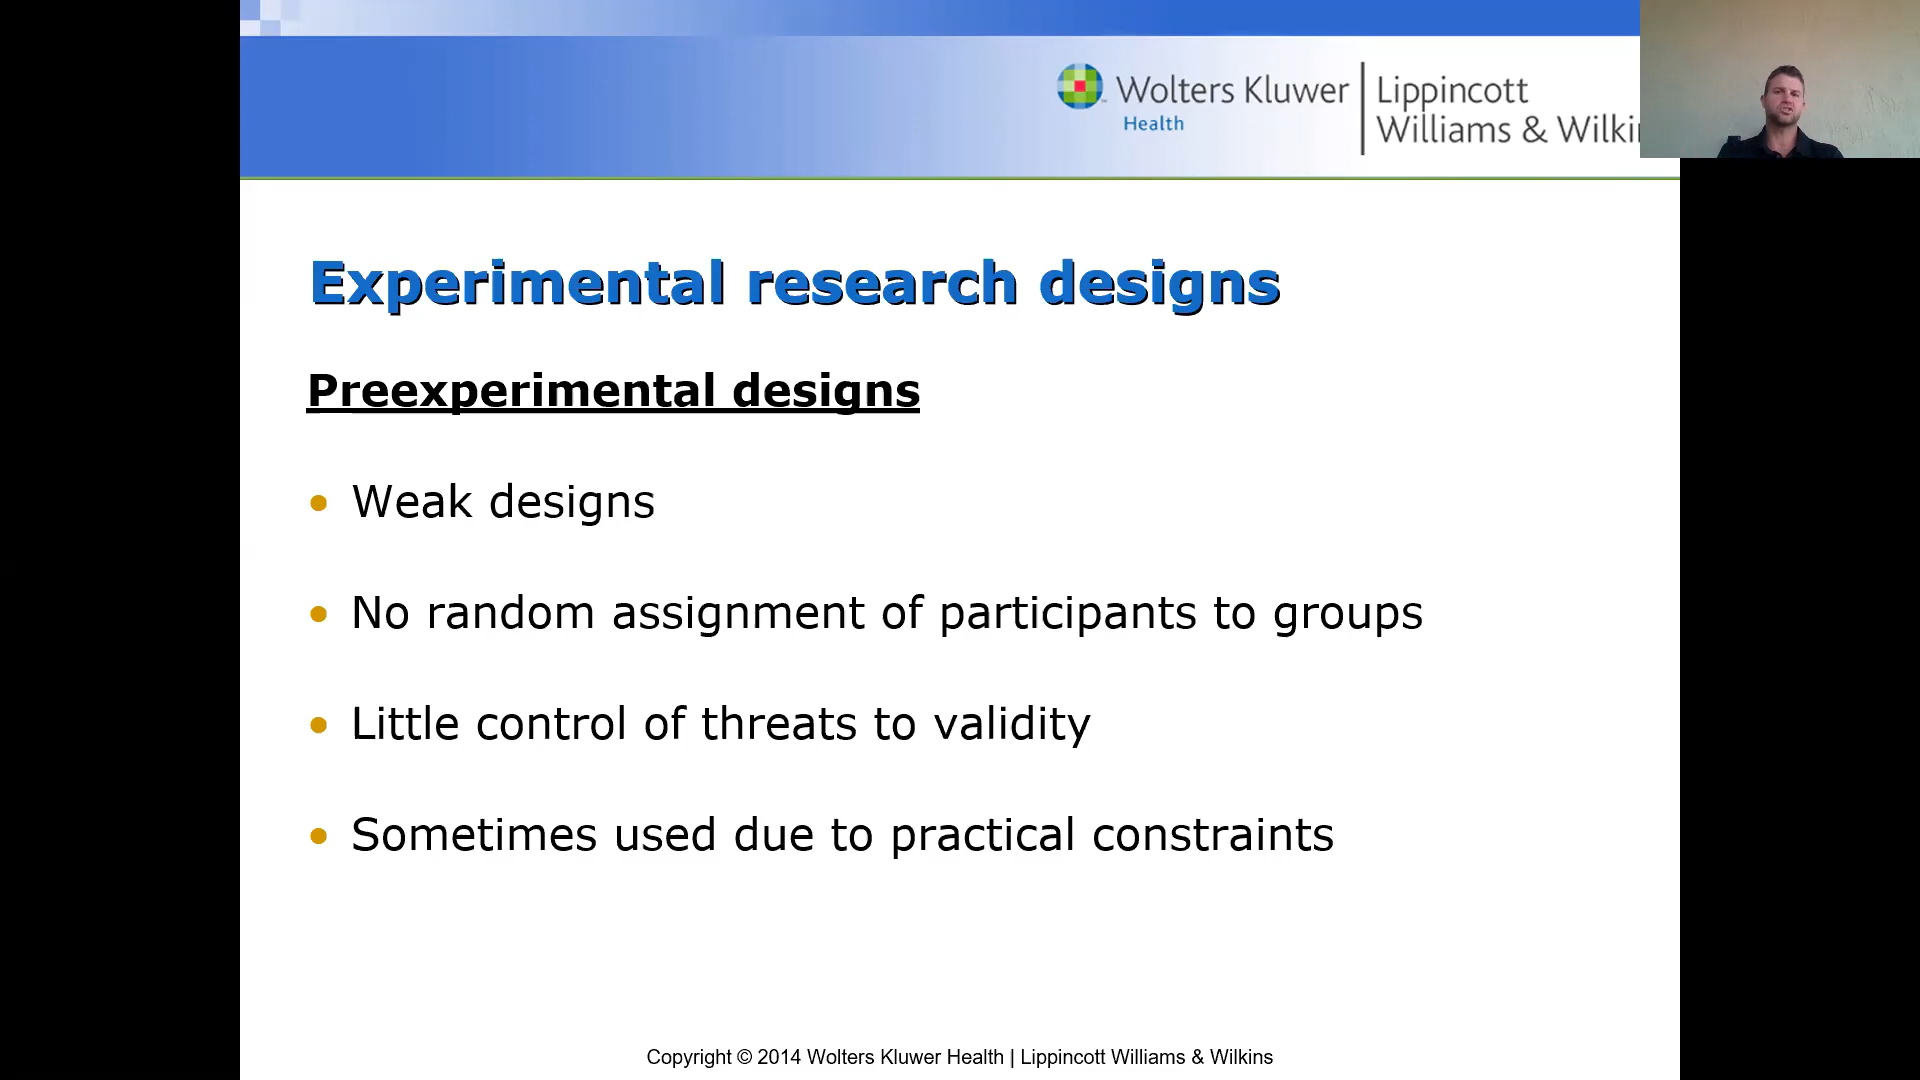 Wolters Kluwer
Health
Lippincott
Williams &
Experimental research designs
Preexperimental designs
• Weak designs
• No random assignment of participants to groups
• Little control of threats to validity
• Sometimes used due to practical constraints
Copyright © 2014 Wolters Kluwer Health | Lippincott Williams & Wilkins